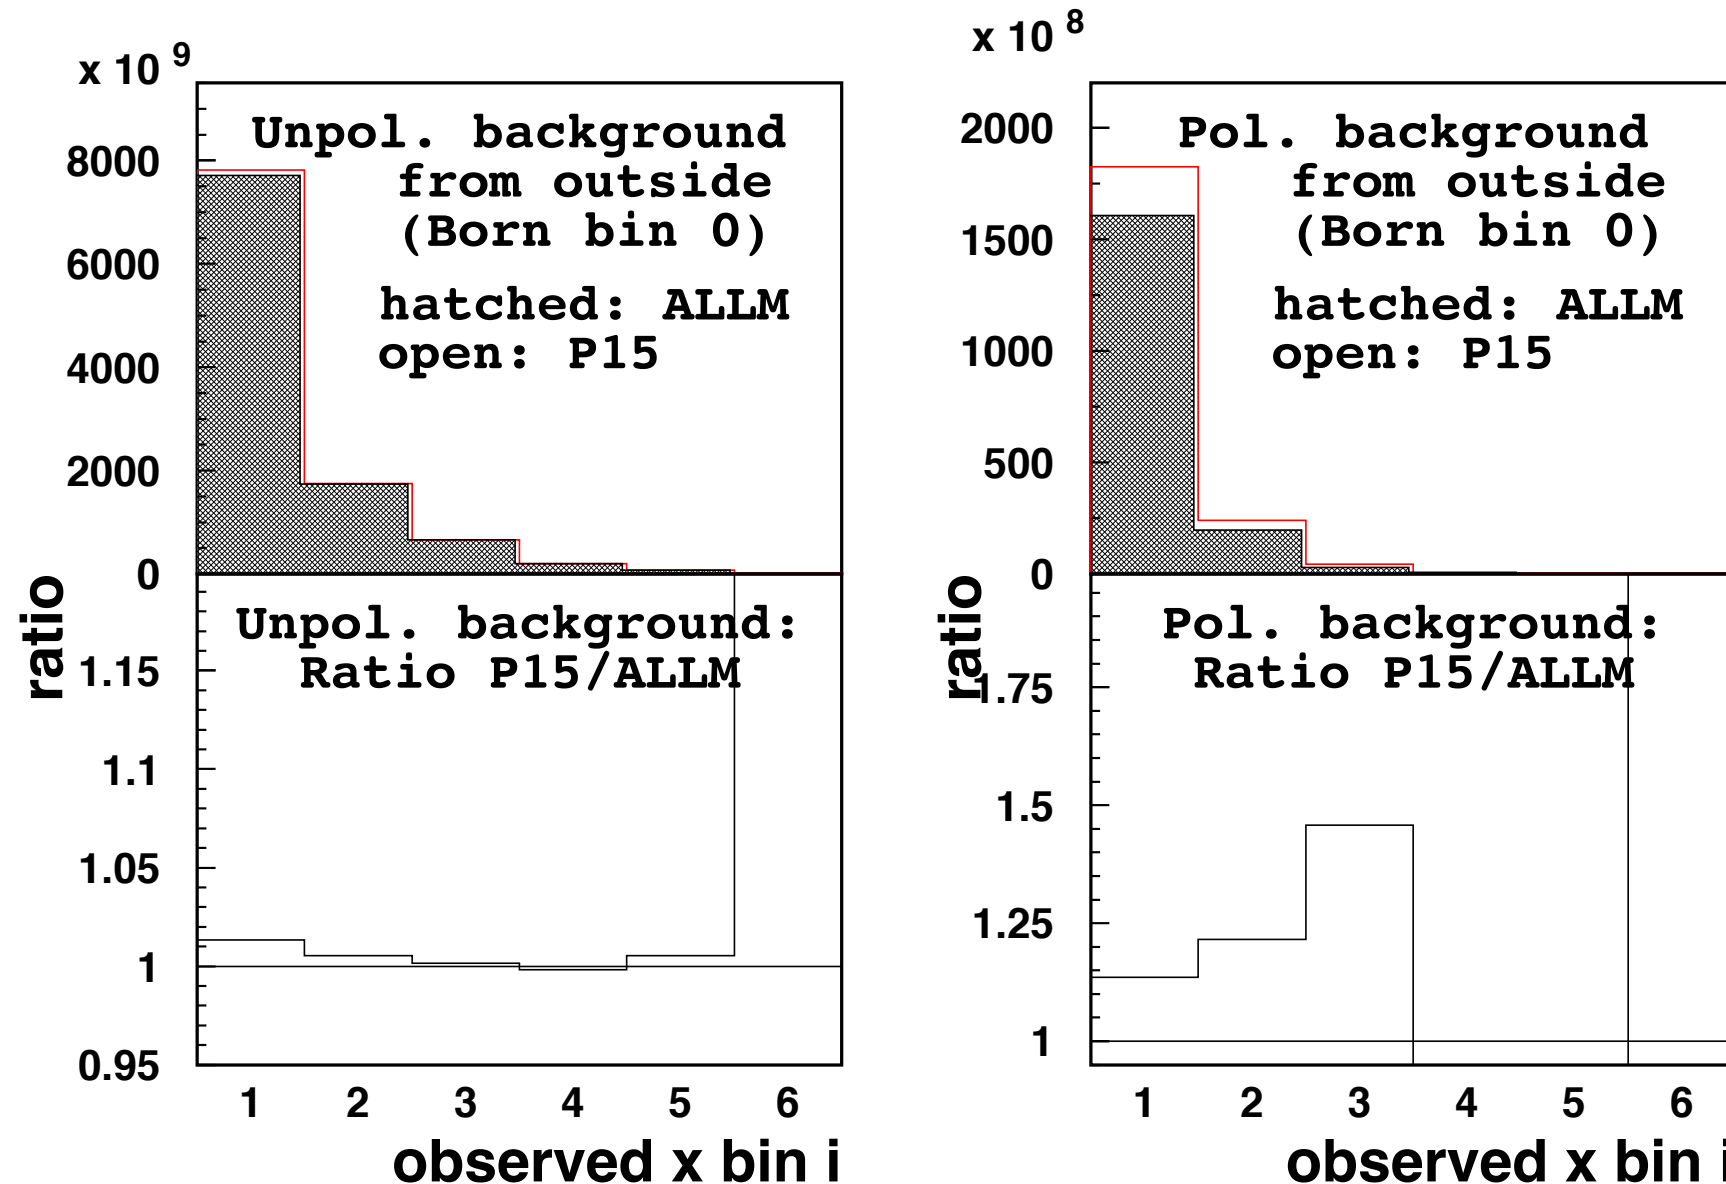 x 10 9
Unpol. background
from outside
(Born bin 0)
hatched: ALLM
open: P15
8000
6000
4000
2000
0
ratio
Unpol. background:
Ratio P15/ALLM
1.15
1.1
1.05
1
0.95
1 2 3 4 5 6
observed x bin i
x 10 8
Pol. background
from outside
(Born bin 0)
hatched: ALLM
open: P15
2000
1500
1000
500
0
ratio
Pol. background:
Ratio P15/ALLM
1.75
1.5
1.25
1
1 2 3 4 5 6
observed x bin i